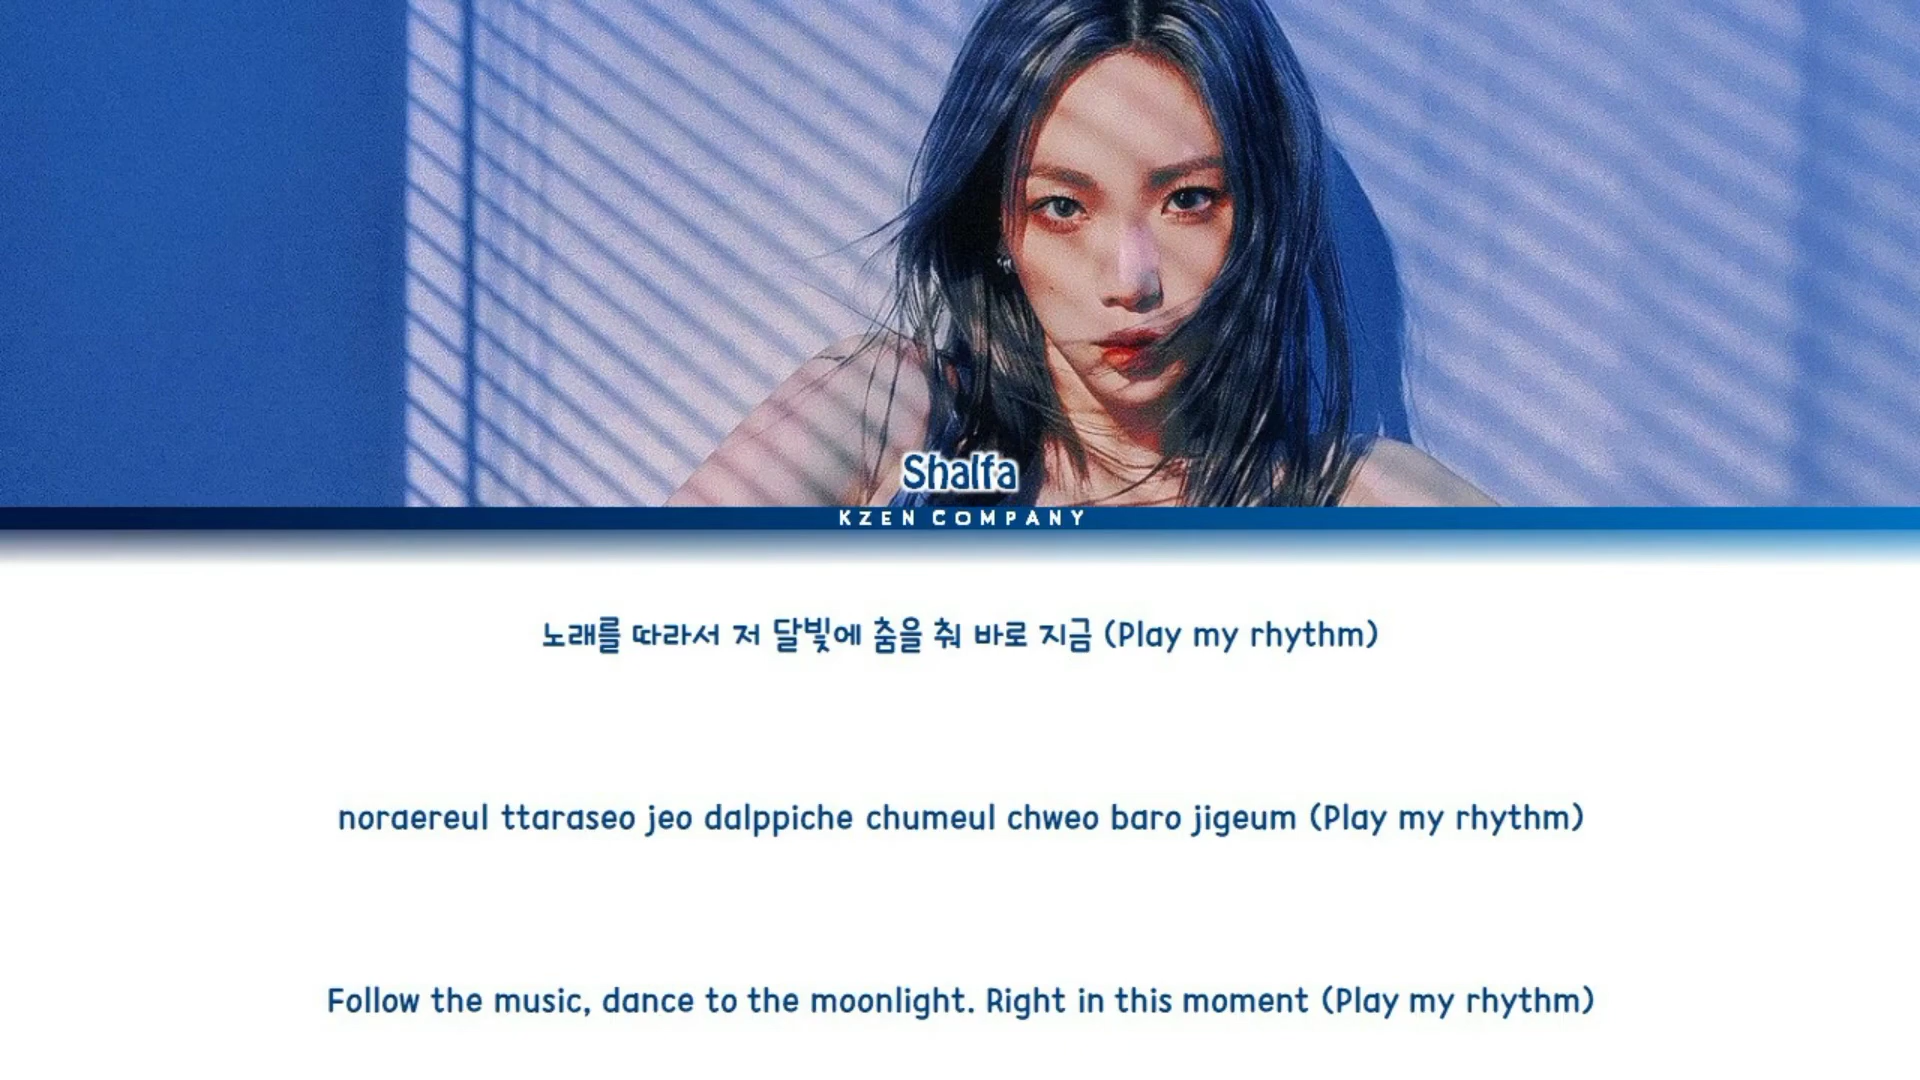 Shalfa
KZEN COMPANY
노래를 따라서 저 달빛에 춤을 춰 바로 지금 (Play my rhythm)
noraereul ttaraseo jeo dalppiche chumeul chweo baro jigeum (Play my rhythm)
Follow the music, dance to the moonlight. Right in this moment (Play my rhythm)